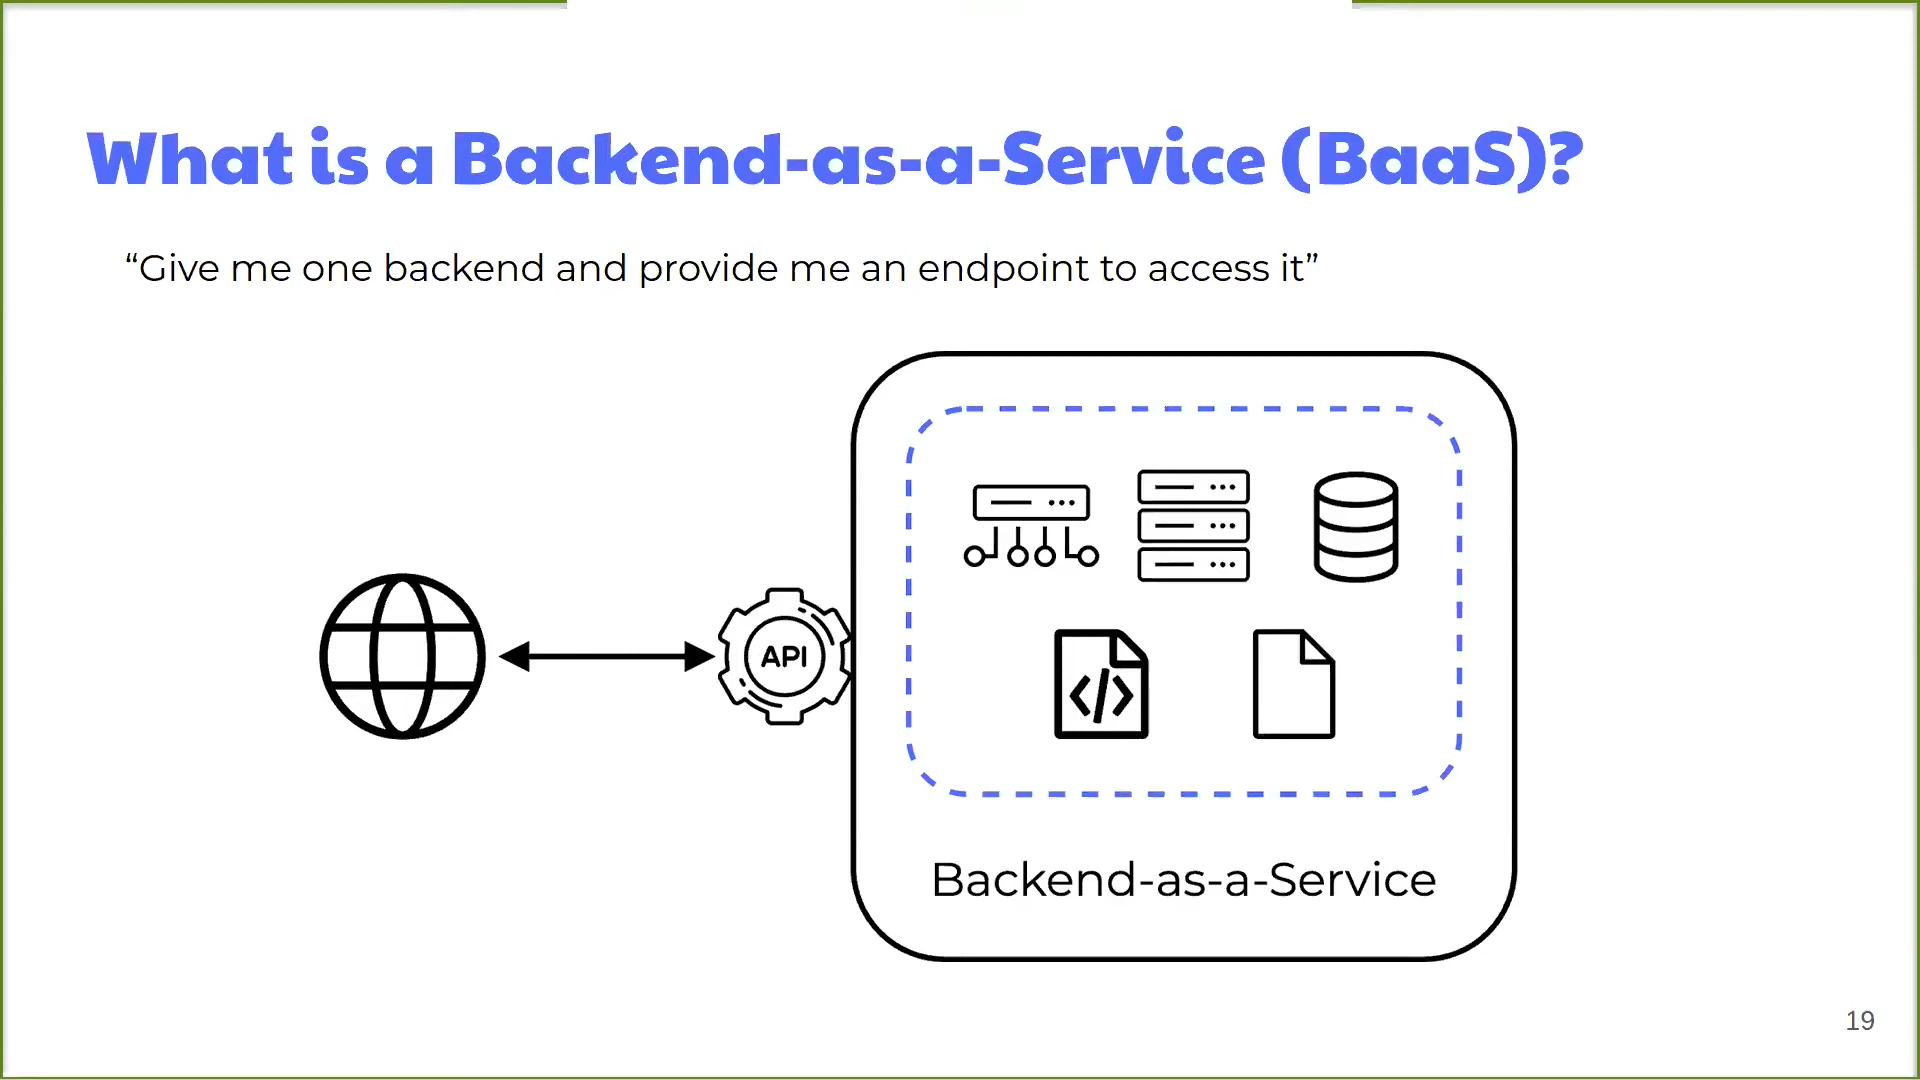 What is a Backend-as-a-Service (BaaS)?
“Give me one backend and provide me an endpoint to access it”
API
Backend-as-a-Service
19